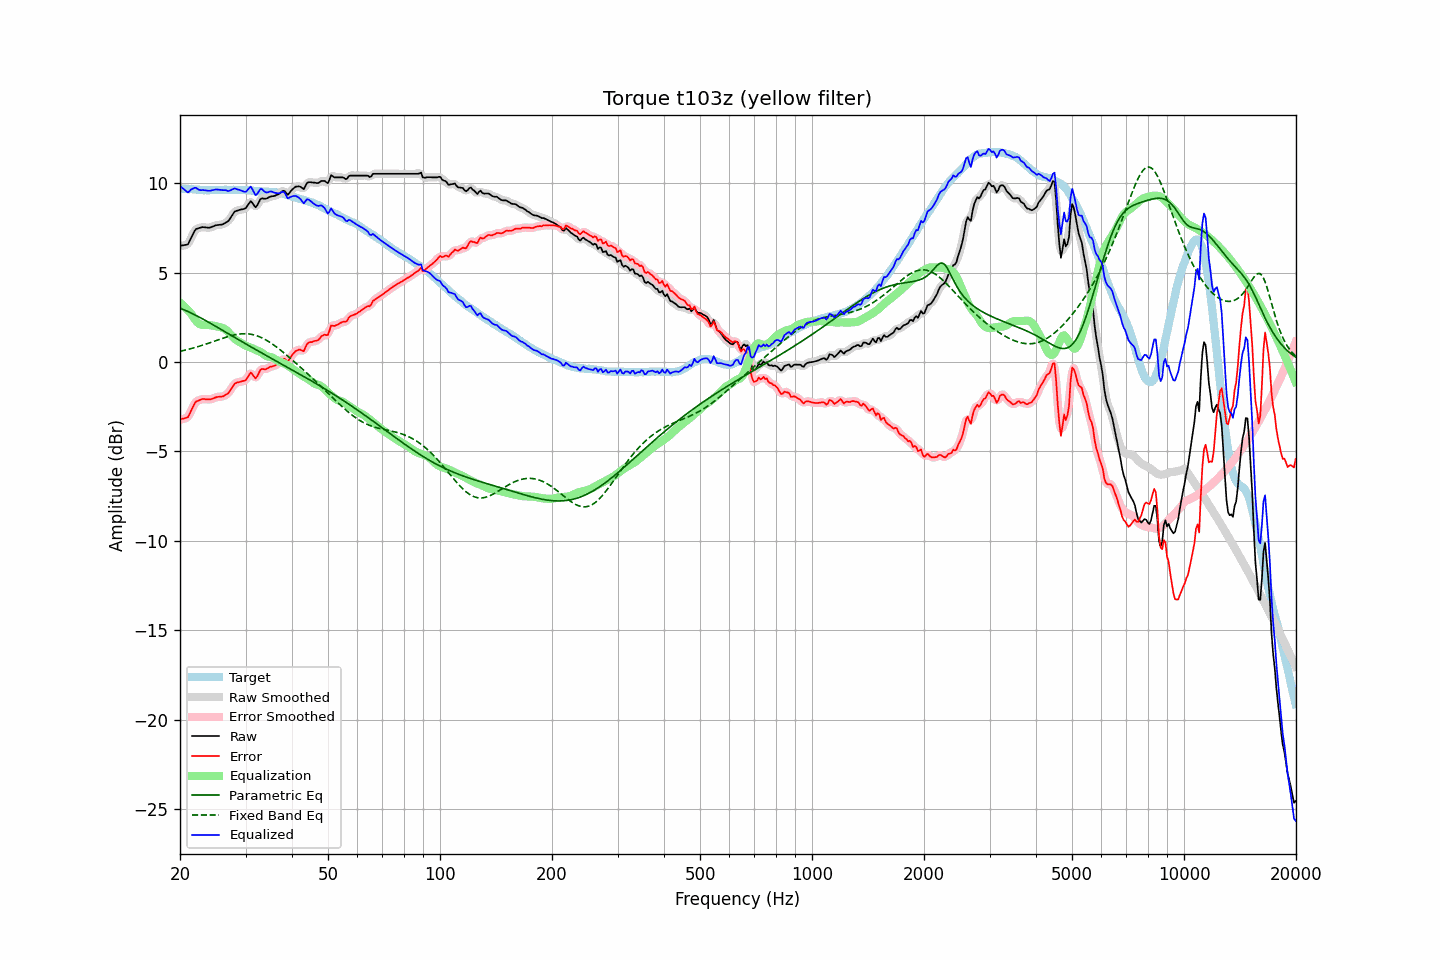 Torque t103z (yellow filter)
Amplitude (dBr)
10
5
0
−5
−10
−15
−20
−25
Target
Raw Smoothed
Error Smoothed
Raw
Error
Equalization
Parametric Eq
Fixed Band Eq
Equalized
20 50 100 200 500 1000 2000 5000 10000 20000
Frequency (Hz)